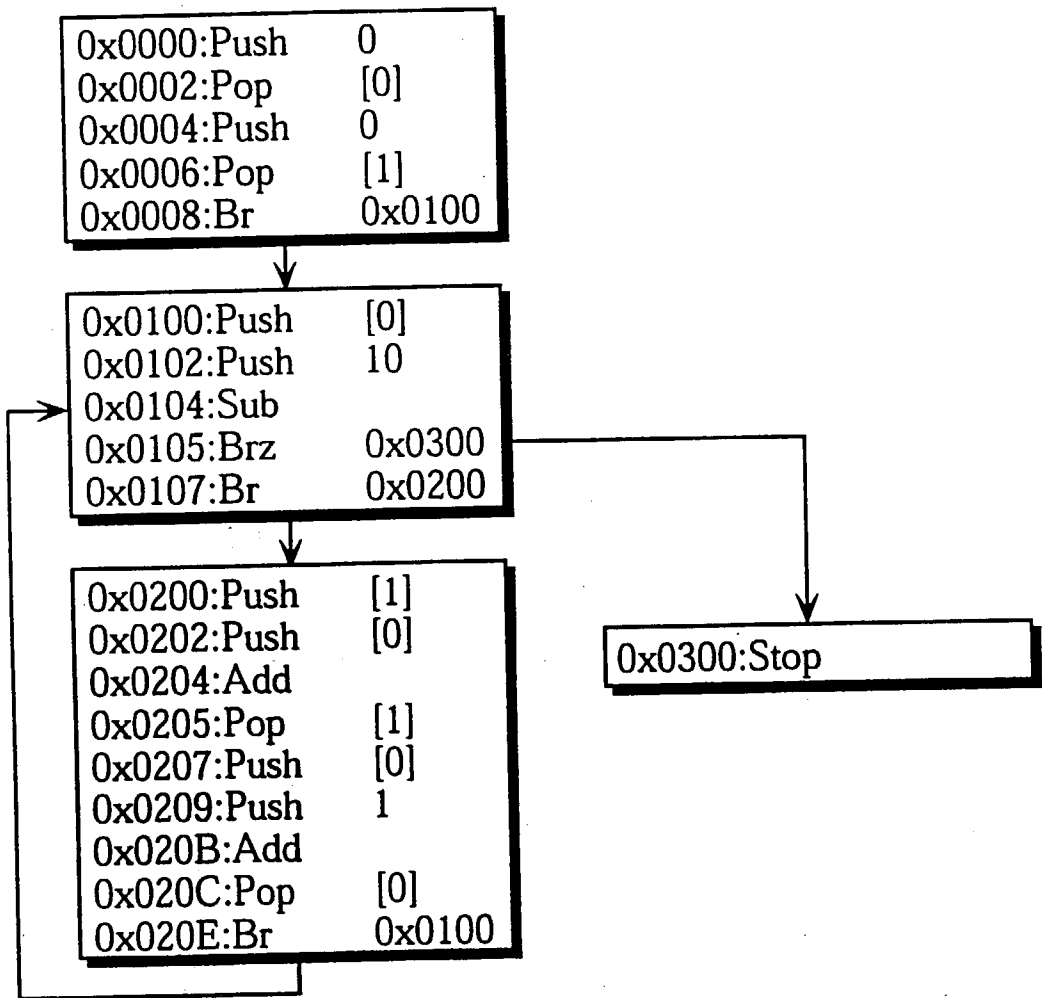 0x0000:Push 0
0x0002:Pop [0]
0x0004:Push 0
0x0006:Pop [1]
0x0008:Br 0x0100
0x0100:Push [0]
0x0102:Push 10
0x0104:Sub
0x0105:Brz 0x0300
0x0107:Br 0x0200
0x0200:Push [1]
0x0202:Push [0]
0x0204:Add
0x0205:Pop [1]
0x0207:Push [0]
0x0209:Push 1
0x020B:Add
0x020C:Pop [0]
0x020E:Br 0x0100
0x0300:Stop